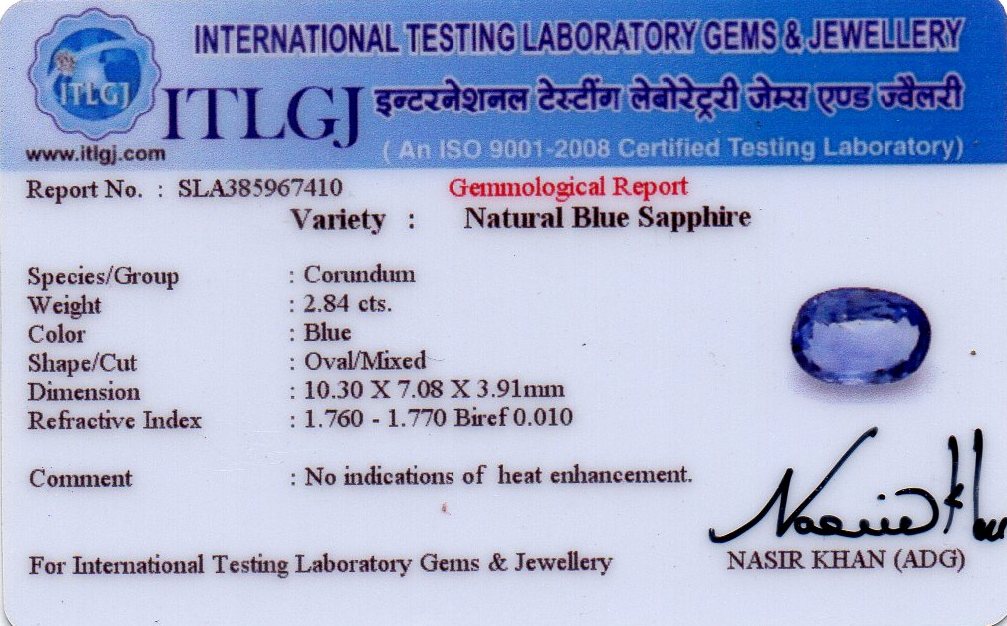 INTERNATIONAL TESTING LABORATORY GEMS & JEWELLERY
ITLGJ
ITLGJ
इन्टरनेशनल टेस्टींग लेबोरेट्ररी जेम्स एण्ड ज्वैलरी
www.itlgj.com
( An ISO 9001-2008 Certified Testing Laboratory)
Report No. : SLA385967410
Gemmological Report
Variety : Natural Blue Sapphire
Species/Group : Corundum
Weight : 2.84 cts.
Color : Blue
Shape/Cut : Oval/Mixed
Dimension : 10.30 X 7.08 X 3.91mm
Refractive Index : 1.760 - 1.770 Biref 0.010
Comment : No indications of heat enhancement.
For International Testing Laboratory Gems & Jewellery
NASIR KHAN (ADG)